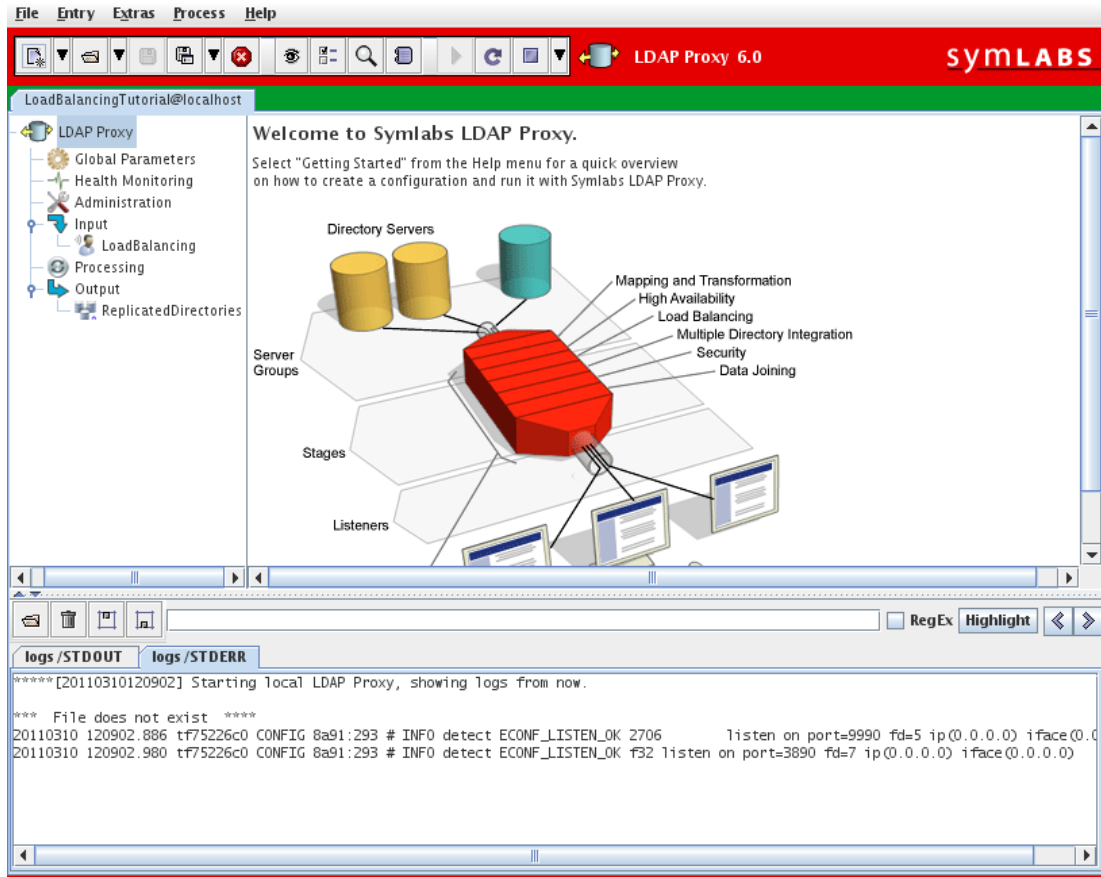 File Entry Extras Process Help
LDAP Proxy 6.0
symLABS
LoadBalancingTutorial@localhost
LDAP Proxy
Global Parameters
Health Monitoring
Administration
Input
LoadBalancing
Processing
Output
ReplicatedDirectories
Welcome to Symlabs LDAP Proxy.
Select "Getting Started" from the Help menu for a quick overview
on how to create a configuration and run it with Symlabs LDAP Proxy.
Directory Servers
Mapping and Transformation
High Availability
Load Balancing
Multiple Directory Integration
Security
Data Joining
Server
Groups
Stages
Listeners
RegEx Highlight
logs/STDOUT logs/STDERR
*****[20110310120902] Starting local LDAP Proxy, showing logs from now.
*** File does not exist ****
20110310 120902.886 tf75226c0 CONFIG 8a91:293 # INFO detect ECONF_LISTEN_OK 2706 listen on port=9990 fd=5 ip(0.0.0.0) iface(0.0
20110310 120902.980 tf75226c0 CONFIG 8a91:293 # INFO detect ECONF_LISTEN_OK f32 listen on port=3890 fd=7 ip(0.0.0.0) iface(0.0.0.0)